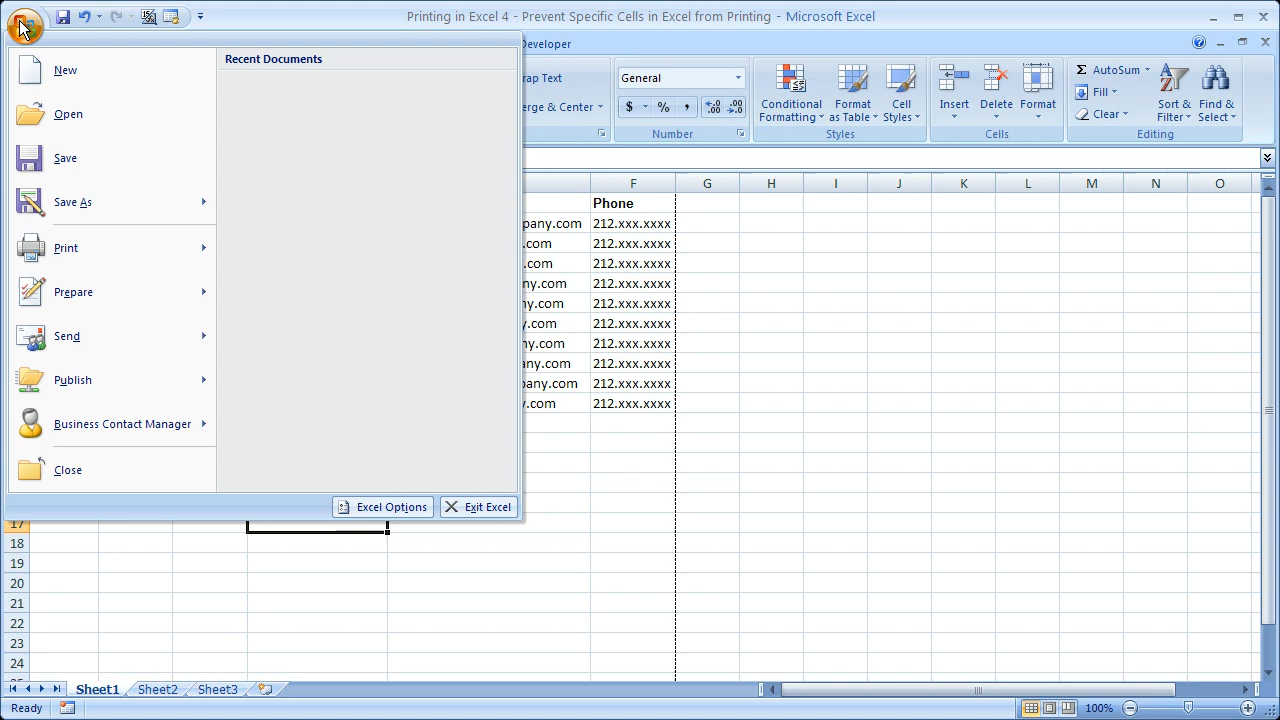 Printing in Excel 4 - Prevent Specific Cells in Excel from Printing - Microsoft Excel
Developer
Recent Documents
New
Open
Save
Save As
Print
Prepare
Send
Publish
Business Contact Manager
Close
Excel Options
Exit Excel
rap Text
erge & Center
General
$ % ,
.00
Number
Conditional Formatting
Format as Table
Cell Styles
Styles
Insert
Delete
Format
Cells
Σ AutoSum
Fill
Clear
Sort & Filter
Find & Select
Editing
F G H I J K L M N O
Phone
pany.com 212.xxx.xxxx
.com 212.xxx.xxxx
.com 212.xxx.xxxx
ny.com 212.xxx.xxxx
ny.com 212.xxx.xxxx
y.com 212.xxx.xxxx
ny.com 212.xxx.xxxx
any.com 212.xxx.xxxx
pany.com 212.xxx.xxxx
y.com 212.xxx.xxxx
17
18
19
20
21
22
23
24
Sheet1 Sheet2 Sheet3
Ready
100%